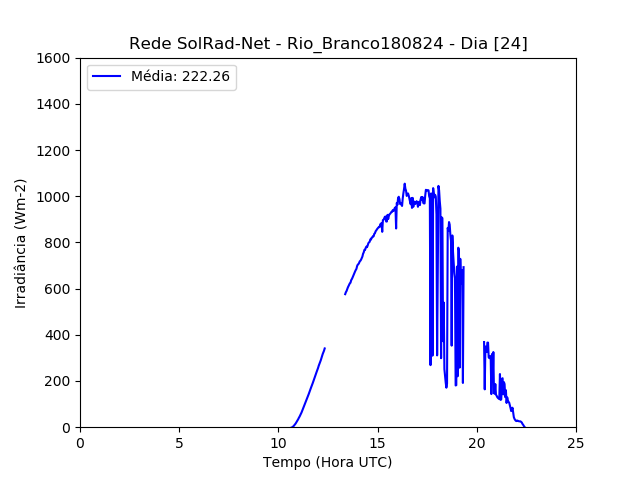 Rede SolRad-Net - Rio_Branco180824 - Dia [24]
Média: 222.26
Irradiância (Wm-2)
1600
1400
1200
1000
800
600
400
200
0
0 5 10 15 20 25
Tempo (Hora UTC)